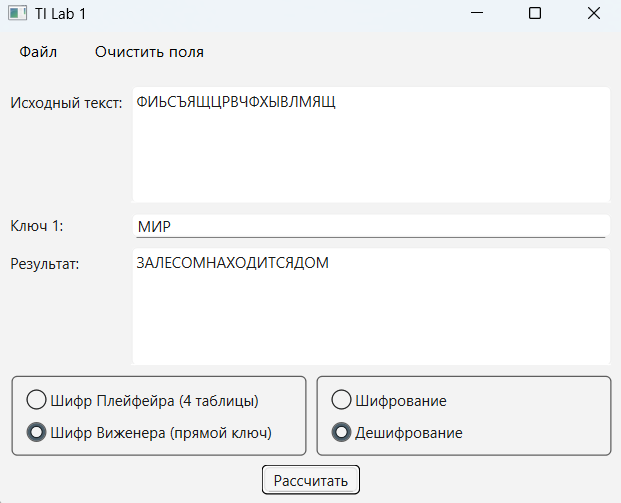 TI Lab 1
Файл Очистить поля
Исходный текст: ФИЬСЪЯЩЦРВЧФХЫВЛМЯЩ
Ключ 1: МИР
Результат: ЗАЛЕСОМНАХОДИТСЯДОМ
Шифр Плейфейра (4 таблицы) Шифрование
Шифр Виженера (прямой ключ) Дешифрование
Рассчитать